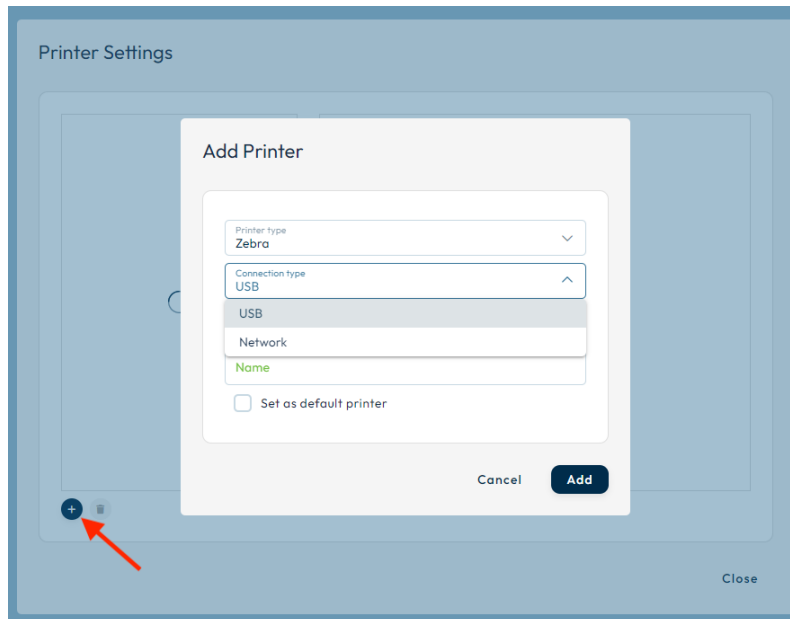 Printer Settings
Add Printer
Printer type
Zebra
Connection type
USB
USB
Network
Name
Set as default printer
Cancel
Add
Close